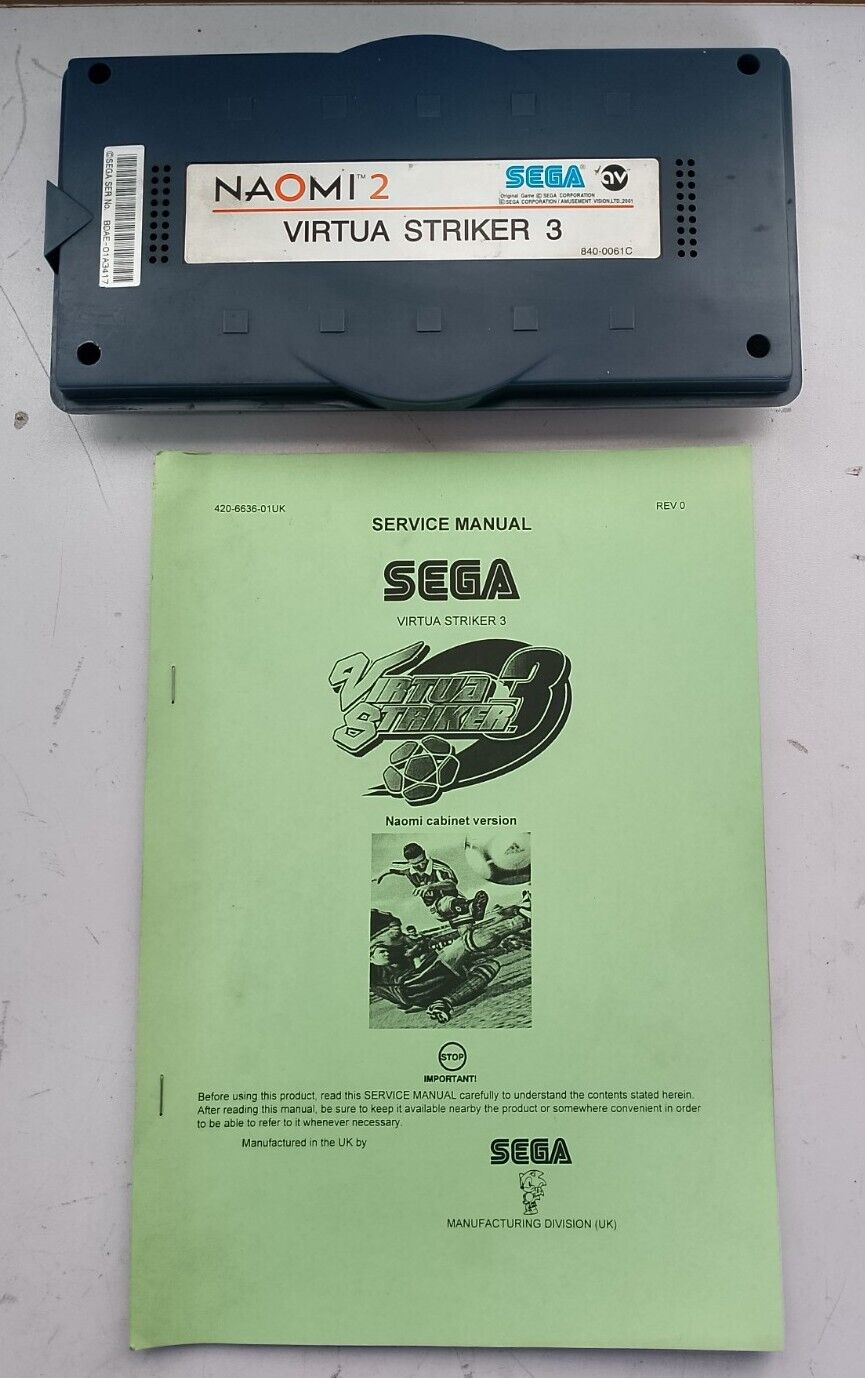 ©SEGA SER No. BDAE-01A3417
NAOMI™ 2
SEGA® av
Original Game © SEGA CORPORATION
© SEGA CORPORATION / AMUSEMENT VISION, LTD., 2001
VIRTUA STRIKER 3
840-0061C
420-6636-01UK
REV 0
SERVICE MANUAL
SEGA
VIRTUA STRIKER 3
VIRTUA
STRIKER 3
Naomi cabinet version
STOP
IMPORTANT!
Before using this product, read this SERVICE MANUAL carefully to understand the contents stated herein.
After reading this manual, be sure to keep it available nearby the product or somewhere convenient in order
to be able to refer to it whenever necessary.
Manufactured in the UK by
SEGA
MANUFACTURING DIVISION (UK)